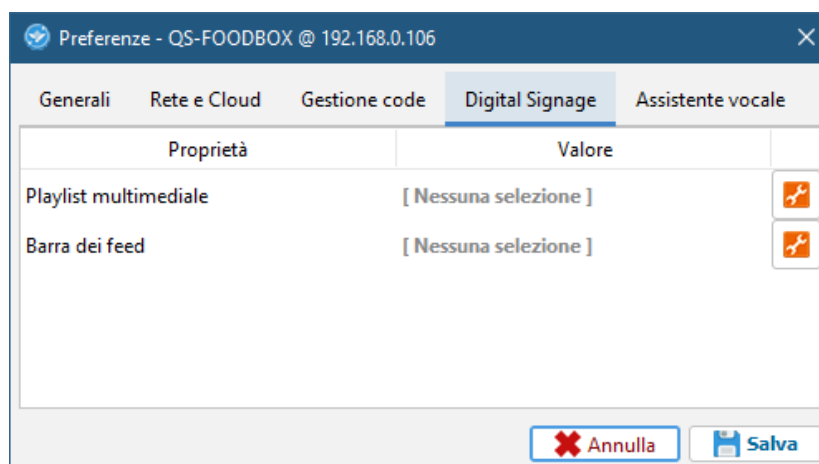 Preferenze - QS-FOODBOX @ 192.168.0.106
Generali Rete e Cloud Gestione code Digital Signage Assistente vocale
Proprietà Valore
Playlist multimediale [ Nessuna selezione ]
Barra dei feed [ Nessuna selezione ]
Annulla Salva